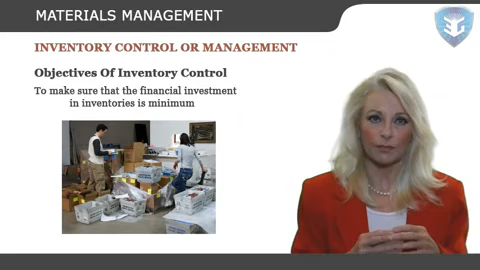 MATERIALS MANAGEMENT
INVENTORY CONTROL OR MANAGEMENT
Objectives Of Inventory Control
To make sure that the financial investment
in inventories is minimum